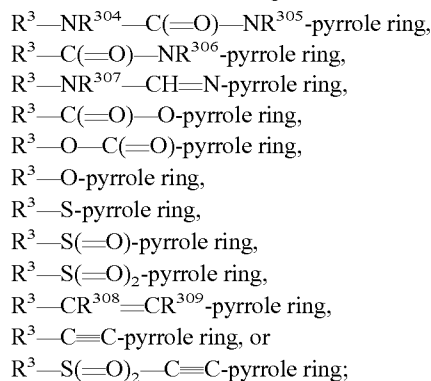 R³—NR³⁰⁴—C(═O)—NR³⁰⁵-pyrrole ring,
R³—C(═O)—NR³⁰⁶-pyrrole ring,
R³—NR³⁰⁷—CH═N-pyrrole ring,
R³—C(═O)—O-pyrrole ring,
R³—O—C(═O)-pyrrole ring,
R³—O-pyrrole ring,
R³—S-pyrrole ring,
R³—S(═O)-pyrrole ring,
R³—S(═O)₂-pyrrole ring,
R³—CR³⁰⁸═CR³⁰⁹-pyrrole ring,
R³—C≡C-pyrrole ring, or
R³—S(═O)₂—C≡C-pyrrole ring;